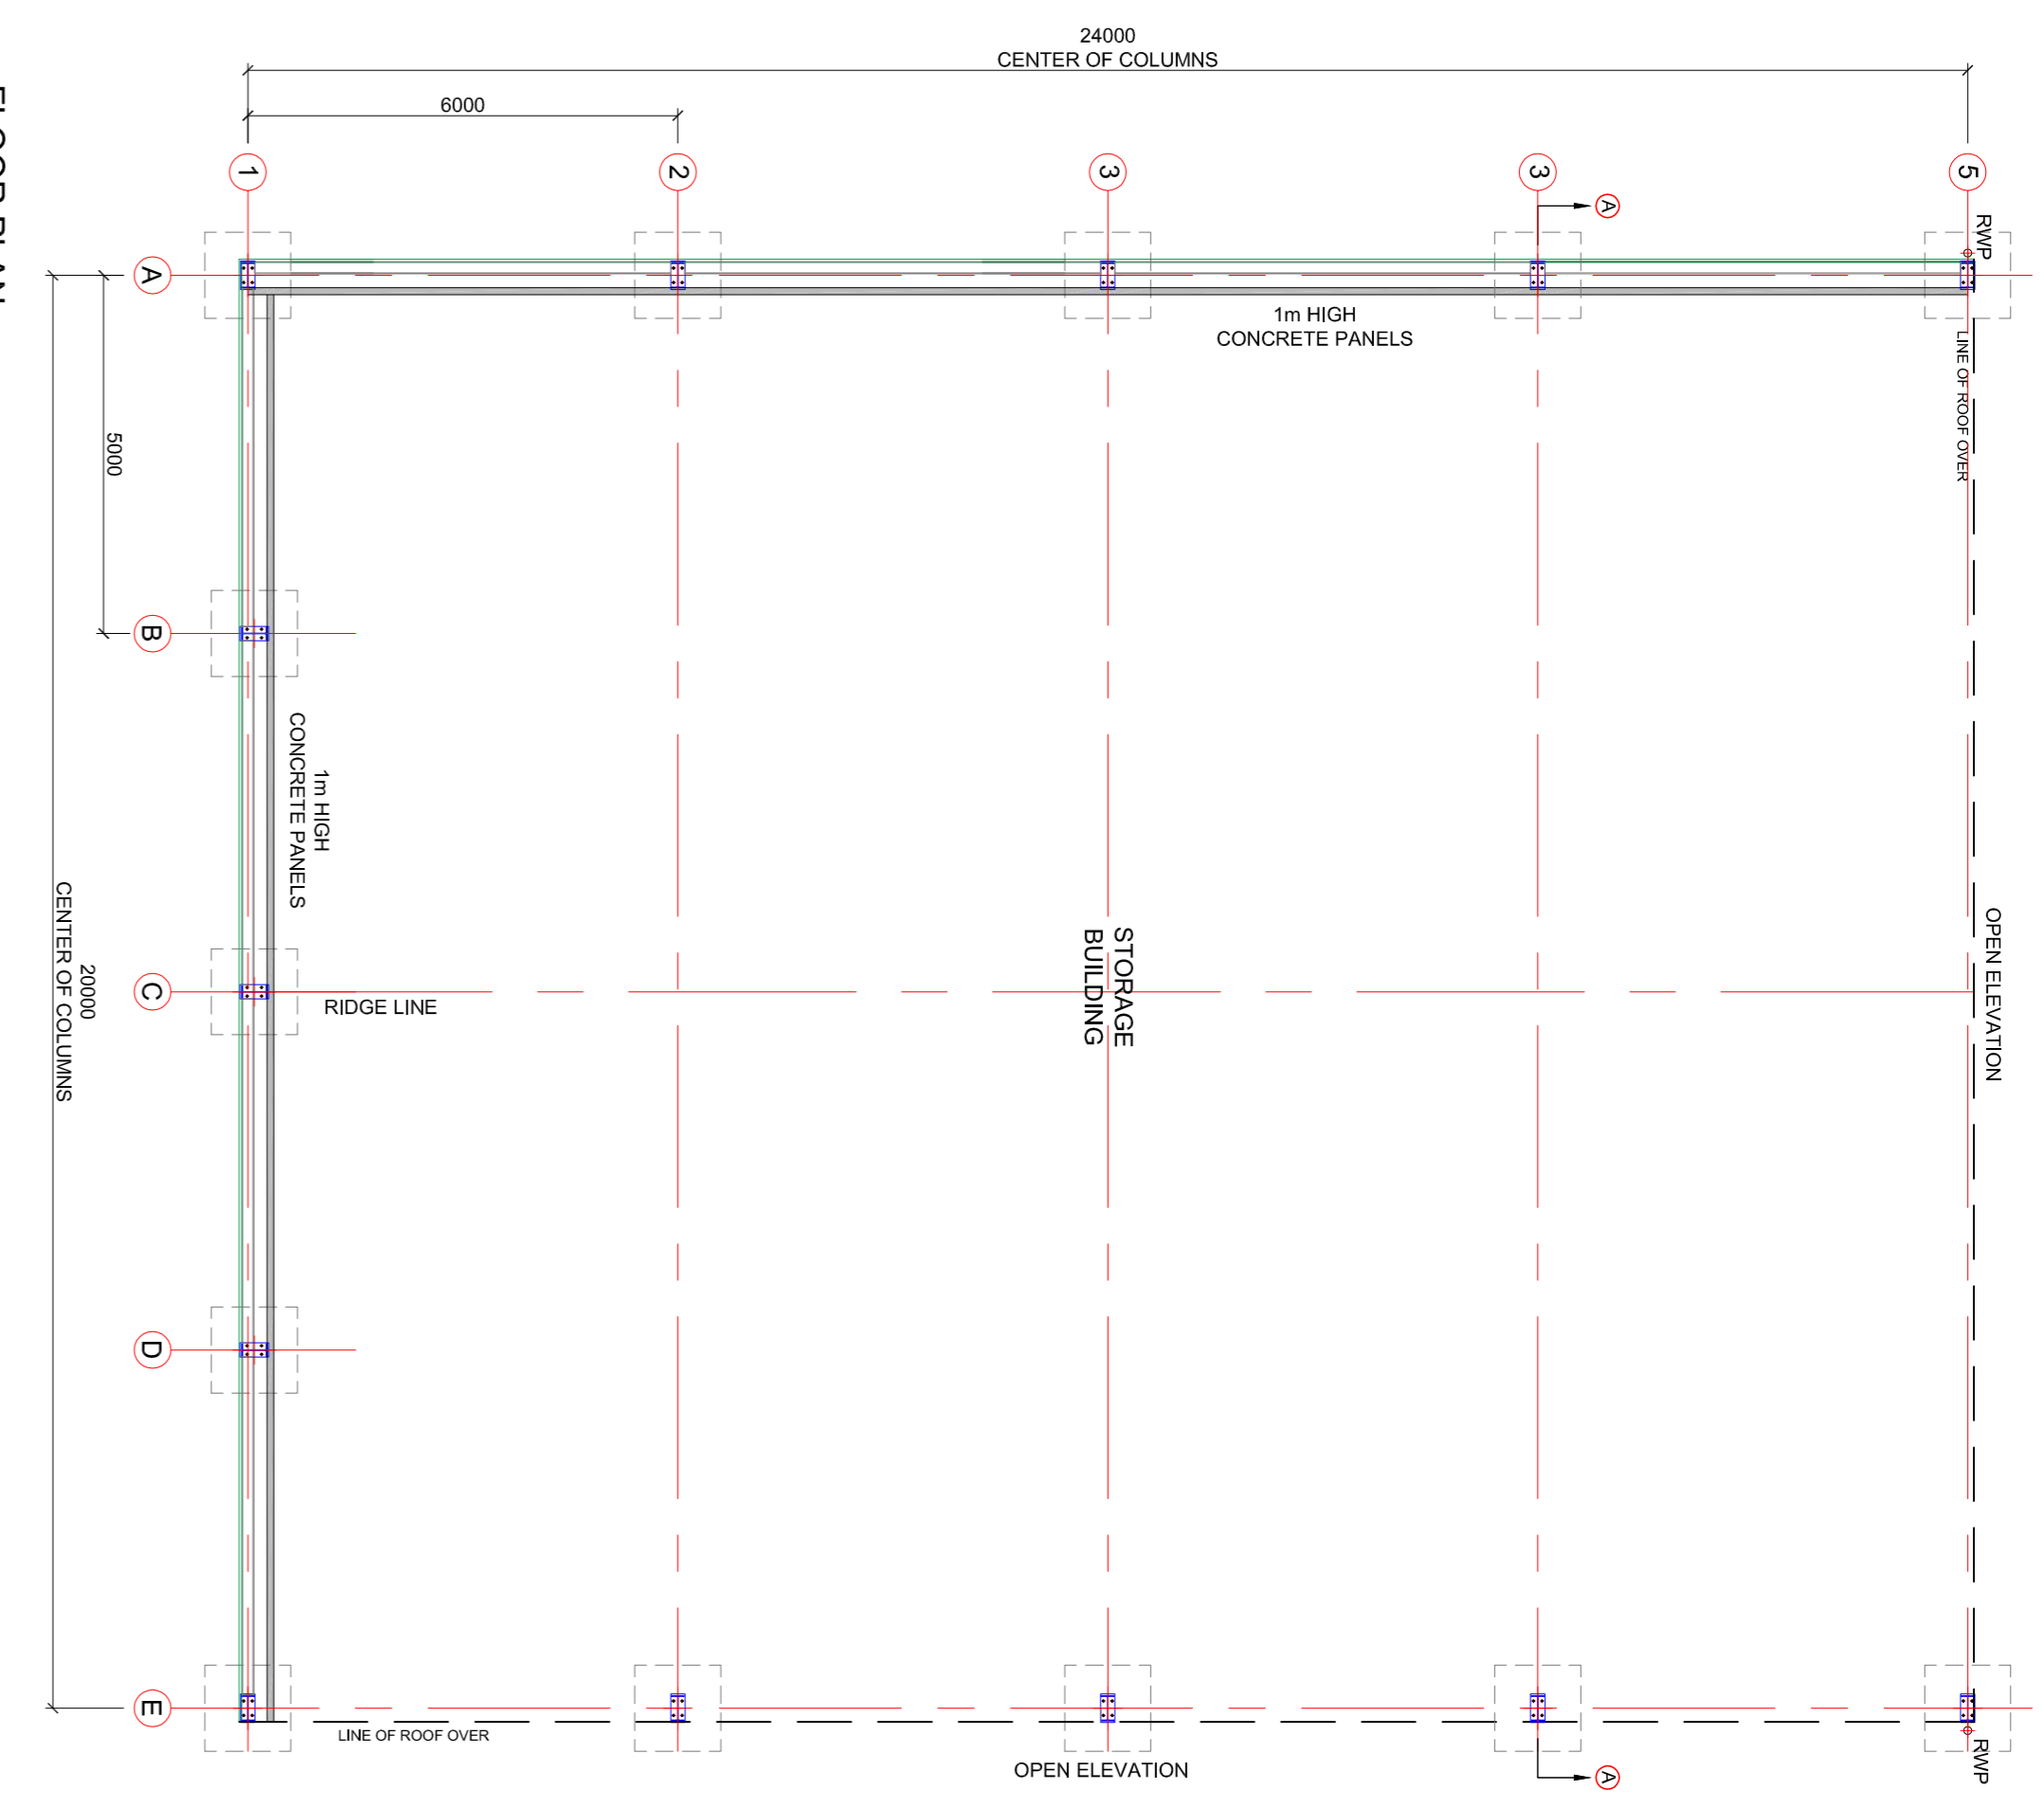 24000
CENTER OF COLUMNS
6000
1
2
3
3
5
A
RWP
A
1m HIGH
CONCRETE PANELS
LINE OF ROOF OVER
5000
B
1m HIGH
CONCRETE PANELS
20000
CENTER OF COLUMNS
C
RIDGE LINE
STORAGE
BUILDING
OPEN ELEVATION
D
E
LINE OF ROOF OVER
OPEN ELEVATION
A
RWP
FLOOR PLAN